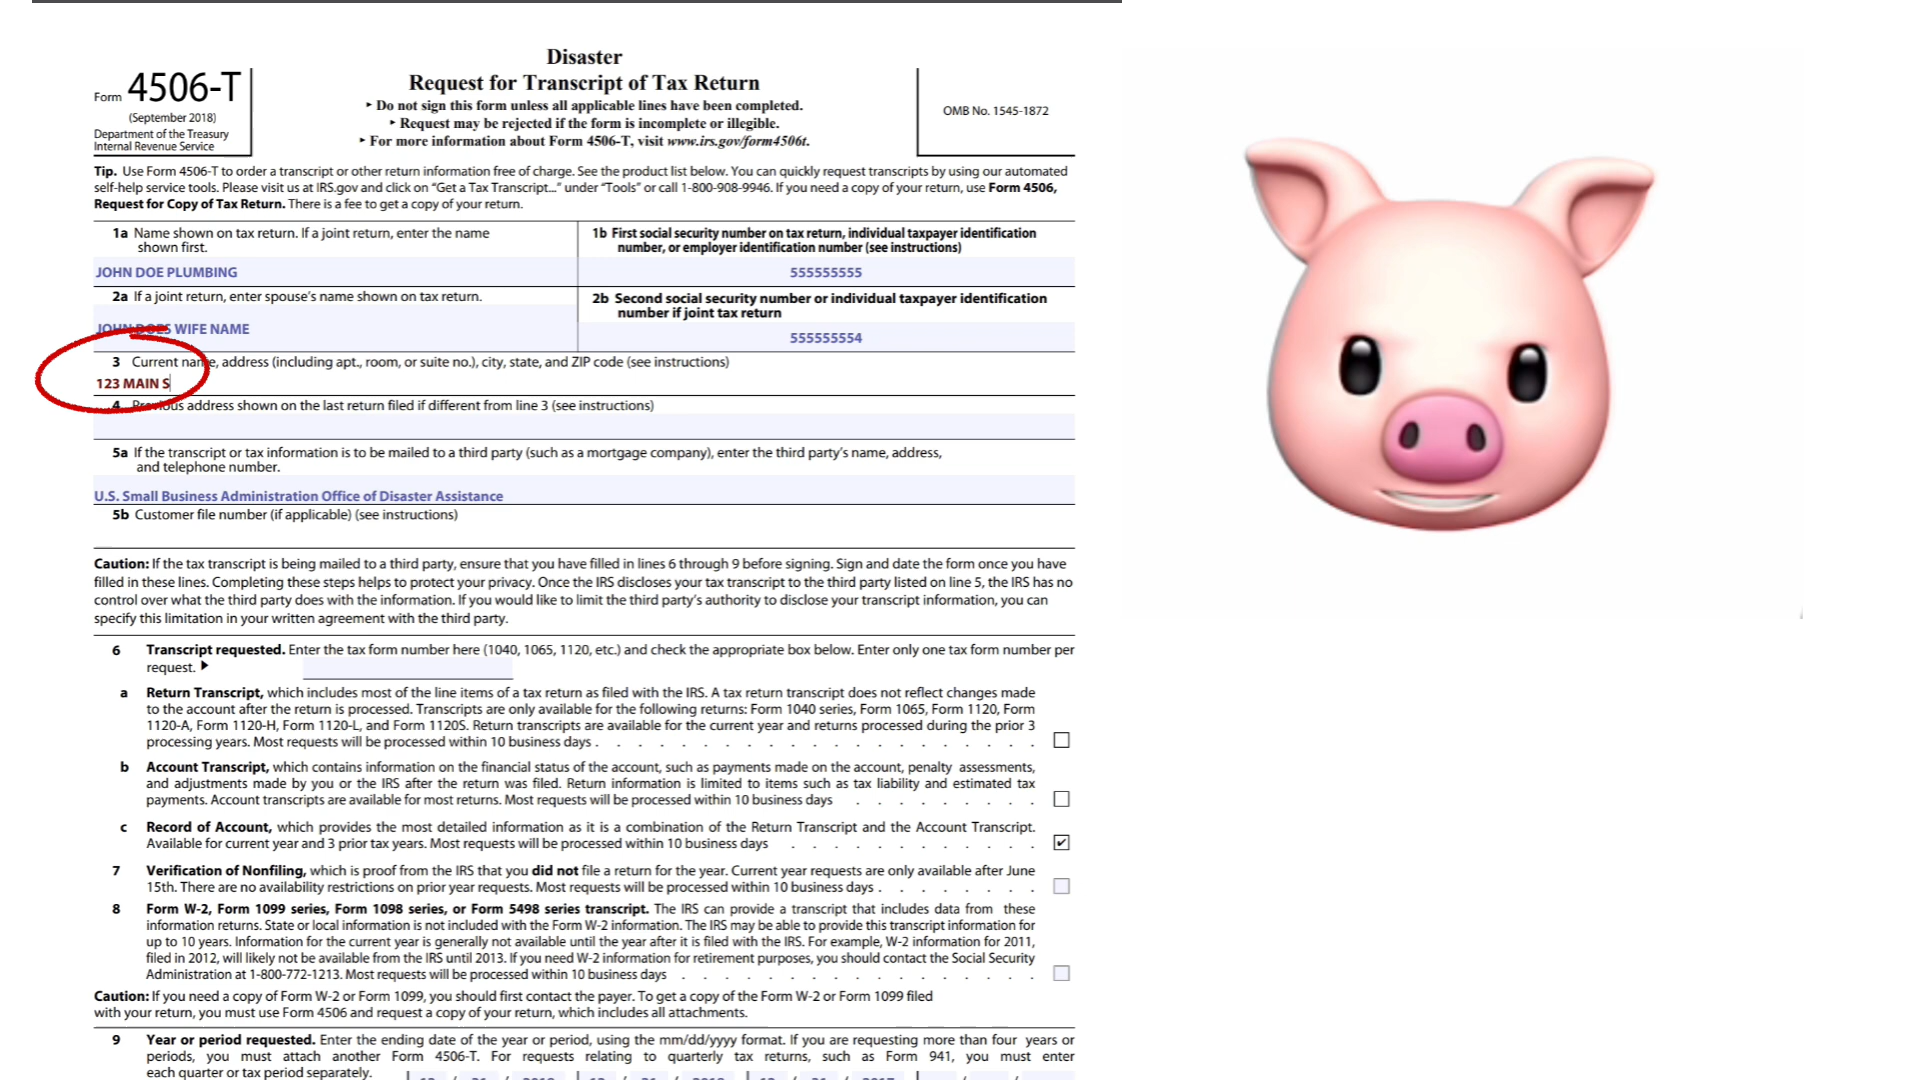 Disaster
Form 4506-T
Request for Transcript of Tax Return
(September 2018)
Department of the Treasury
Internal Revenue Service
‣ Do not sign this form unless all applicable lines have been completed.
‣ Request may be rejected if the form is incomplete or illegible.
‣ For more information about Form 4506-T, visit www.irs.gov/form4506t.
OMB No. 1545-1872
Tip. Use Form 4506-T to order a transcript or other return information free of charge. See the product list below. You can quickly request transcripts by using our automated
self-help service tools. Please visit us at IRS.gov and click on “Get a Tax Transcript...” under “Tools” or call 1-800-908-9946. If you need a copy of your return, use Form 4506,
Request for Copy of Tax Return. There is a fee to get a copy of your return.
1a Name shown on tax return. If a joint return, enter the name
shown first.
JOHN DOE PLUMBING
1b First social security number on tax return, individual taxpayer identification
number, or employer identification number (see instructions)
555555555
2a If a joint return, enter spouse’s name shown on tax return.
JOHN DOES WIFE NAME
2b Second social security number or individual taxpayer identification
number if joint tax return
555555554
3 Current name, address (including apt., room, or suite no.), city, state, and ZIP code (see instructions)
123 MAIN S
4 Previous address shown on the last return filed if different from line 3 (see instructions)
5a If the transcript or tax information is to be mailed to a third party (such as a mortgage company), enter the third party’s name, address,
and telephone number.
U.S. Small Business Administration Office of Disaster Assistance
5b Customer file number (if applicable) (see instructions)
Caution: If the tax transcript is being mailed to a third party, ensure that you have filled in lines 6 through 9 before signing. Sign and date the form once you have
filled in these lines. Completing these steps helps to protect your privacy. Once the IRS discloses your tax transcript to the third party listed on line 5, the IRS has no
control over what the third party does with the information. If you would like to limit the third party’s authority to disclose your transcript information, you can
specify this limitation in your written agreement with the third party.
6 Transcript requested. Enter the tax form number here (1040, 1065, 1120, etc.) and check the appropriate box below. Enter only one tax form number per
request. ▶
a Return Transcript, which includes most of the line items of a tax return as filed with the IRS. A tax return transcript does not reflect changes made
to the account after the return is processed. Transcripts are only available for the following returns: Form 1040 series, Form 1065, Form 1120, Form
1120-A, Form 1120-H, Form 1120-L, and Form 1120S. Return transcripts are available for the current year and returns processed during the prior 3
processing years. Most requests will be processed within 10 business days .
b Account Transcript, which contains information on the financial status of the account, such as payments made on the account, penalty assessments,
and adjustments made by you or the IRS after the return was filed. Return information is limited to items such as tax liability and estimated tax
payments. Account transcripts are available for most returns. Most requests will be processed within 10 business days
c Record of Account, which provides the most detailed information as it is a combination of the Return Transcript and the Account Transcript.
Available for current year and 3 prior tax years. Most requests will be processed within 10 business days ✔
7 Verification of Nonfiling, which is proof from the IRS that you did not file a return for the year. Current year requests are only available after June
15th. There are no availability restrictions on prior year requests. Most requests will be processed within 10 business days .
8 Form W-2, Form 1099 series, Form 1098 series, or Form 5498 series transcript. The IRS can provide a transcript that includes data from these
information returns. State or local information is not included with the Form W-2 information. The IRS may be able to provide this transcript information for
up to 10 years. Information for the current year is generally not available until the year after it is filed with the IRS. For example, W-2 information for 2011,
filed in 2012, will likely not be available from the IRS until 2013. If you need W-2 information for retirement purposes, you should contact the Social Security
Administration at 1-800-772-1213. Most requests will be processed within 10 business days
Caution: If you need a copy of Form W-2 or Form 1099, you should first contact the payer. To get a copy of the Form W-2 or Form 1099 filed
with your return, you must use Form 4506 and request a copy of your return, which includes all attachments.
9 Year or period requested. Enter the ending date of the year or period, using the mm/dd/yyyy format. If you are requesting more than four years or
periods, you must attach another Form 4506-T. For requests relating to quarterly tax returns, such as Form 941, you must enter
each quarter or tax period separately.